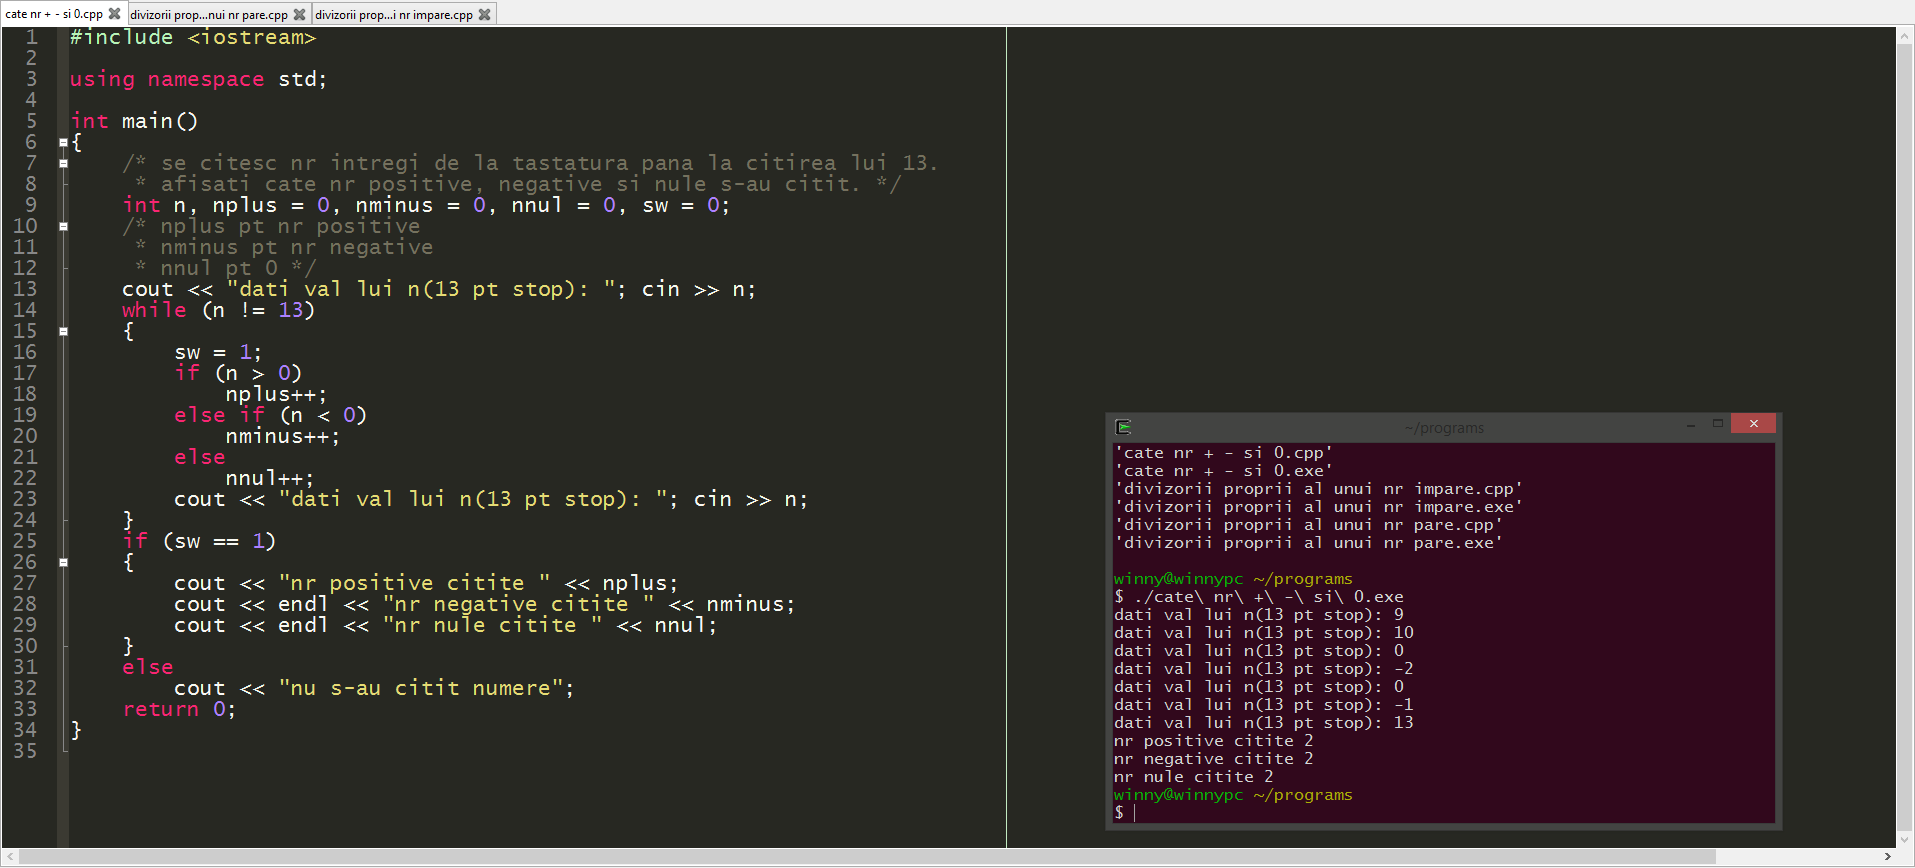 cate nr + - si 0.cpp divizorii prop...nui nr pare.cpp divizorii prop...i nr impare.cpp
1 #include <iostream>
2
3 using namespace std;
4
5 int main()
6 {
7     /* se citesc nr intregi de la tastatura pana la citirea lui 13.
8      * afisati cate nr positive, negative si nule s-au citit. */
9     int n, nplus = 0, nminus = 0, nnul = 0, sw = 0;
10     /* nplus pt nr positive
11      * nminus pt nr negative
12      * nnul pt 0 */
13     cout << "dati val lui n(13 pt stop): "; cin >> n;
14     while (n != 13)
15     {
16         sw = 1;
17         if (n > 0)
18             nplus++;
19         else if (n < 0)
20             nminus++;
21         else
22             nnul++;
23         cout << "dati val lui n(13 pt stop): "; cin >> n;
24     }
25     if (sw == 1)
26     {
27         cout << "nr positive citite " << nplus;
28         cout << endl << "nr negative citite " << nminus;
29         cout << endl << "nr nule citite " << nnul;
30     }
31     else
32         cout << "nu s-au citit numere";
33     return 0;
34 }
35
~/programs
'cate nr + - si 0.cpp'
'cate nr + - si 0.exe'
'divizorii proprii al unui nr impare.cpp'
'divizorii proprii al unui nr impare.exe'
'divizorii proprii al unui nr pare.cpp'
'divizorii proprii al unui nr pare.exe'
winny@winnypc ~/programs
$ ./cate\ nr\ +\ -\ si\ 0.exe
dati val lui n(13 pt stop): 9
dati val lui n(13 pt stop): 10
dati val lui n(13 pt stop): 0
dati val lui n(13 pt stop): -2
dati val lui n(13 pt stop): 0
dati val lui n(13 pt stop): -1
dati val lui n(13 pt stop): 13
nr positive citite 2
nr negative citite 2
nr nule citite 2
winny@winnypc ~/programs
$